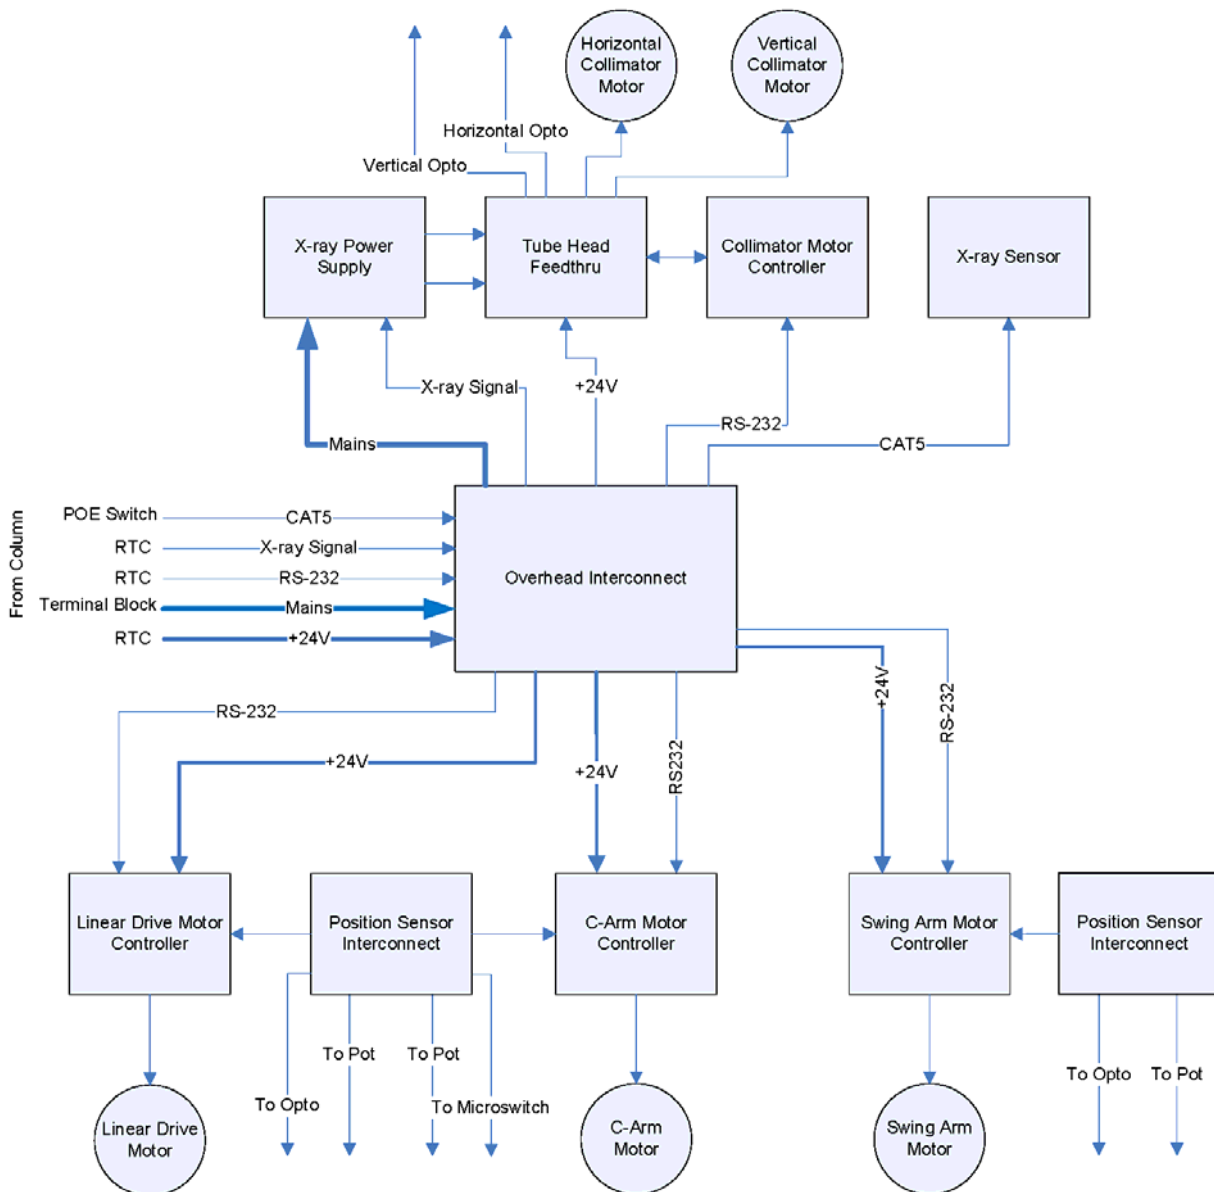 Horizontal
Collimator
Motor
Vertical
Collimator
Motor
Horizontal Opto
Vertical Opto
X-ray Power
Supply
Tube Head
Feedthru
Collimator Motor
Controller
X-ray Sensor
X-ray Signal
+24V
RS-232
Mains
CAT5
From Column
POE Switch
CAT5
RTC
X-ray Signal
RTC
RS-232
Terminal Block
Mains
RTC
+24V
Overhead Interconnect
RS-232
+24V
+24V
RS232
+24V
RS-232
Linear Drive Motor
Controller
Position Sensor
Interconnect
C-Arm Motor
Controller
Swing Arm Motor
Controller
Position Sensor
Interconnect
To Opto
To Pot
To Pot
To Microswitch
To Opto
To Pot
Linear Drive
Motor
C-Arm
Motor
Swing Arm
Motor